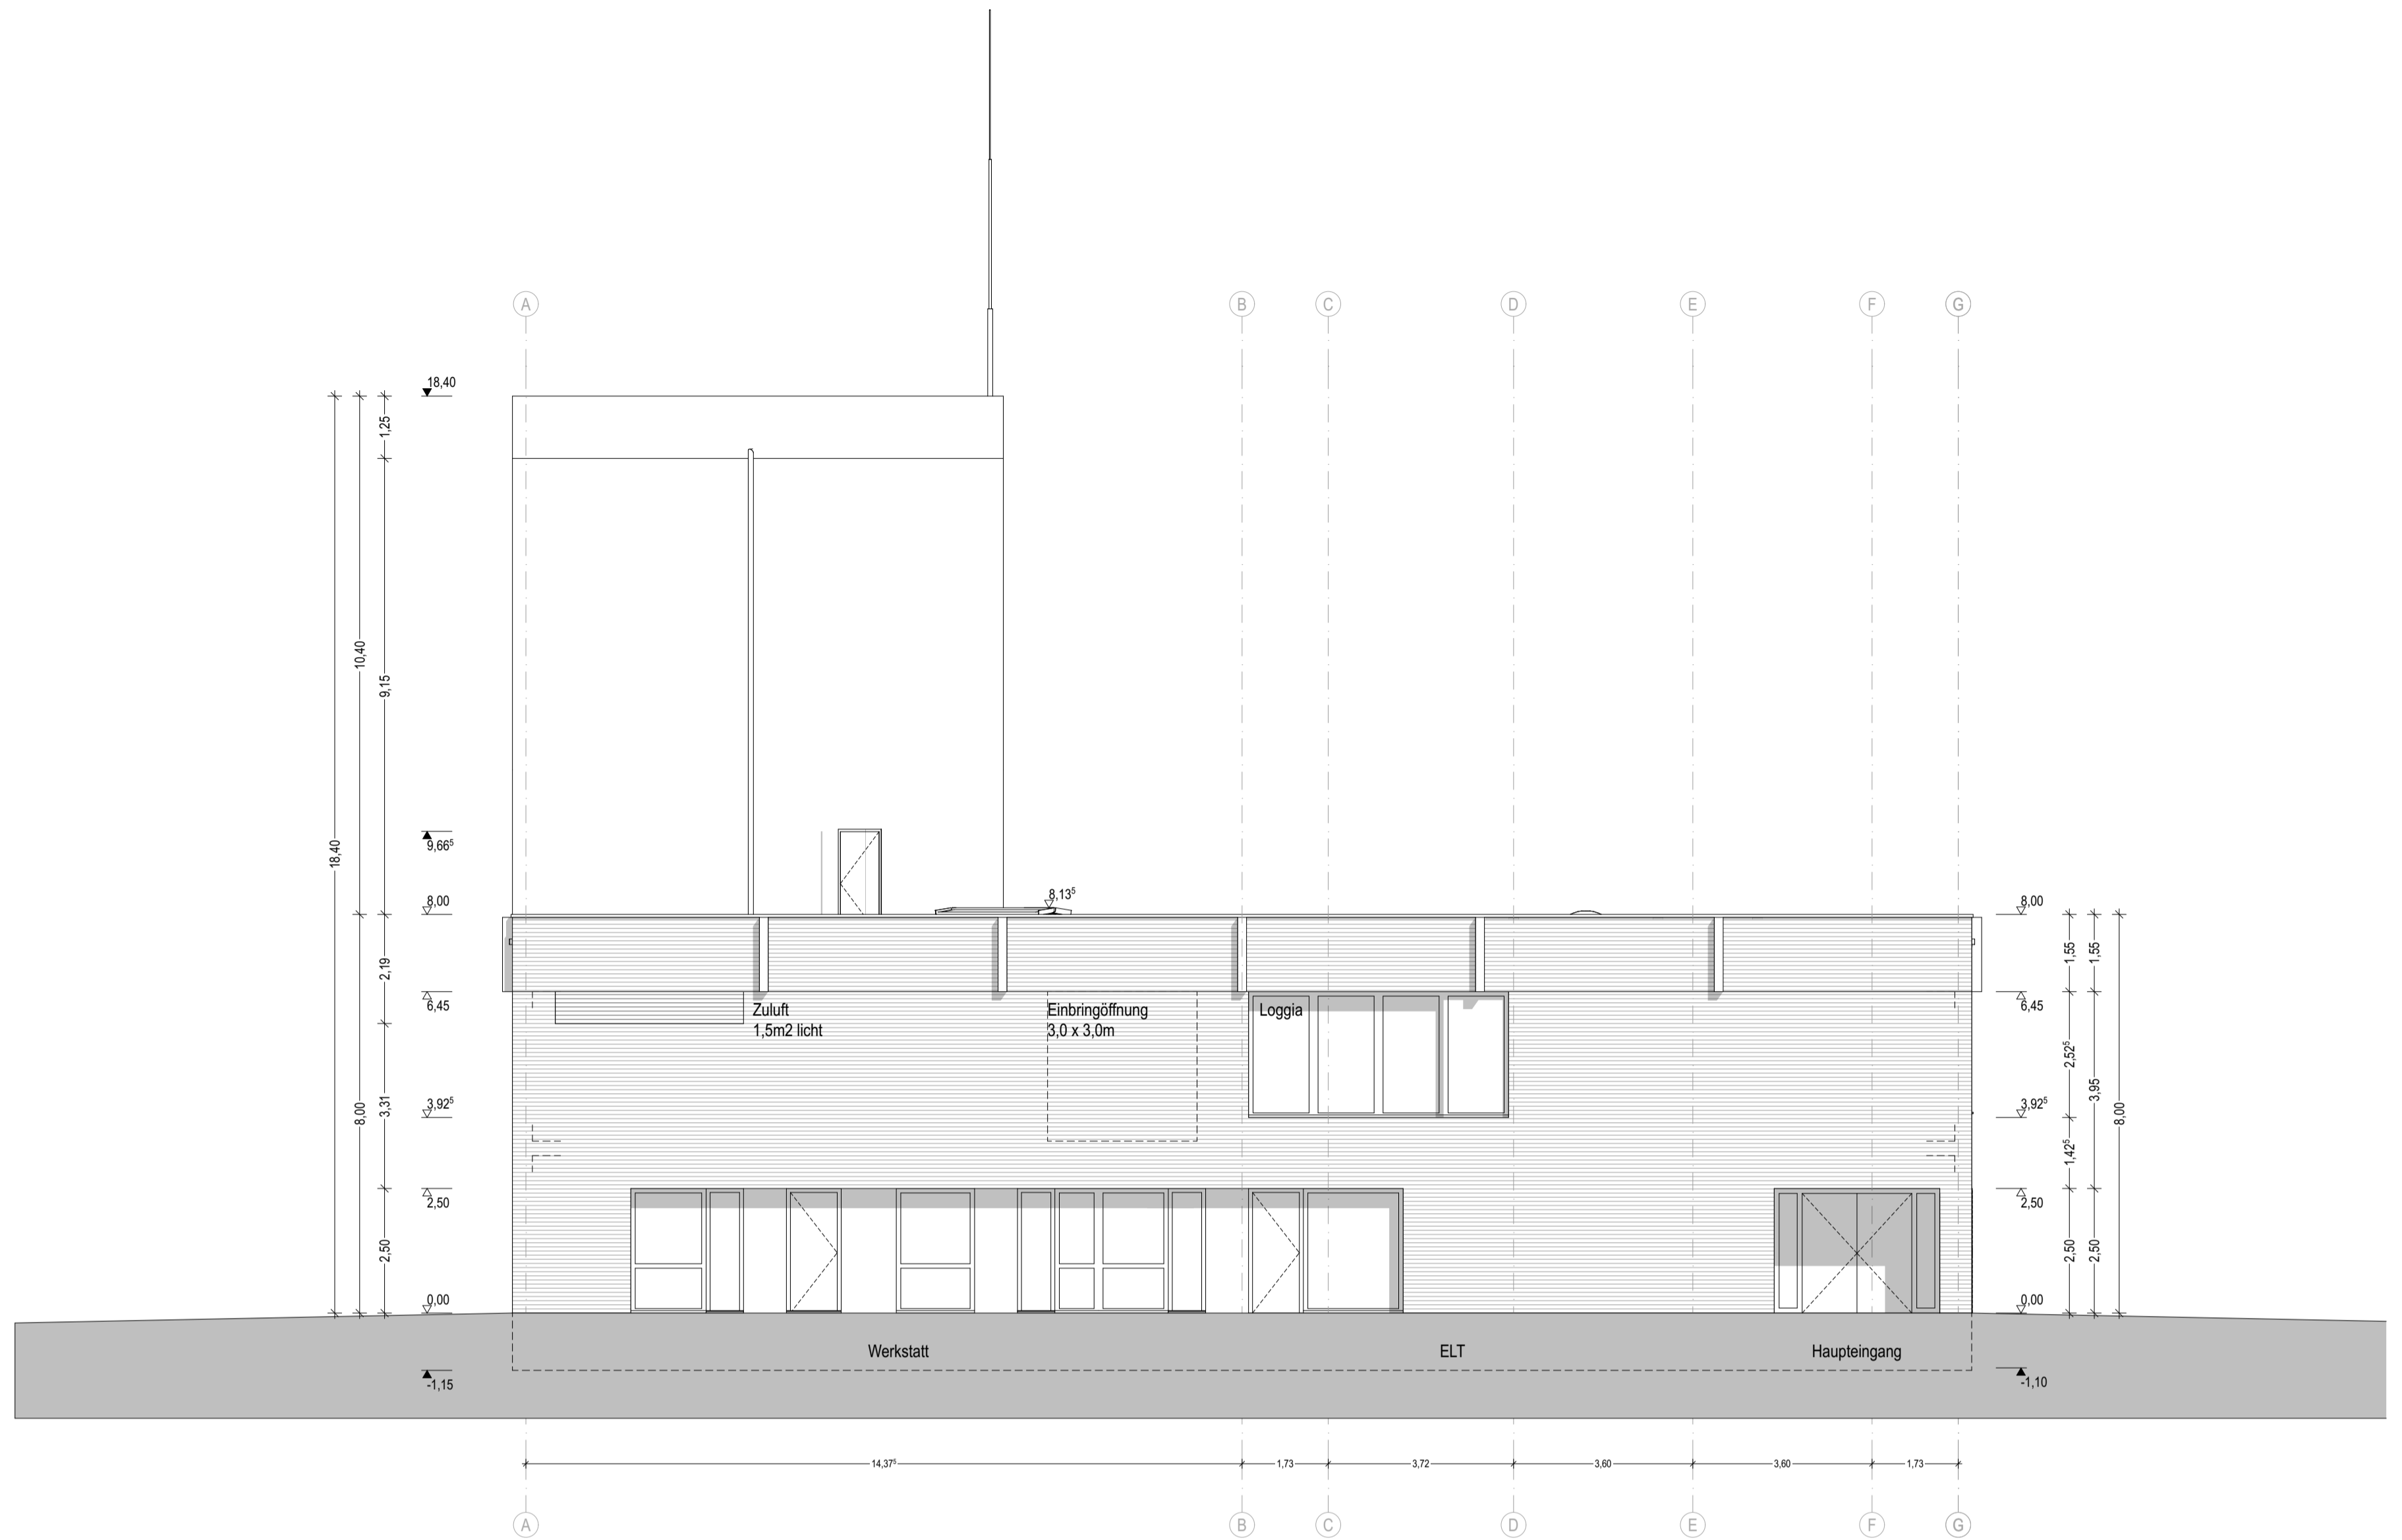 A
B
C
D
E
F
G
18,40
1,25
10,40
9,15
18,40
9,66⁵
8,00
8,13⁵
8,00
2,19
1,55
1,55
6,45
Zuluft
1,5m2 licht
Einbringöffnung
3,0 x 3,0m
Loggia
6,45
2,52⁵
3,95
8,00
3,31
3,92⁵
3,92⁵
8,00
1,42⁵
2,50
2,50
2,50
2,50
2,50
0,00
0,00
Werkstatt
ELT
Haupteingang
-1,15
-1,10
14,37⁵
1,73
3,72
3,60
3,60
1,73
A
B
C
D
E
F
G